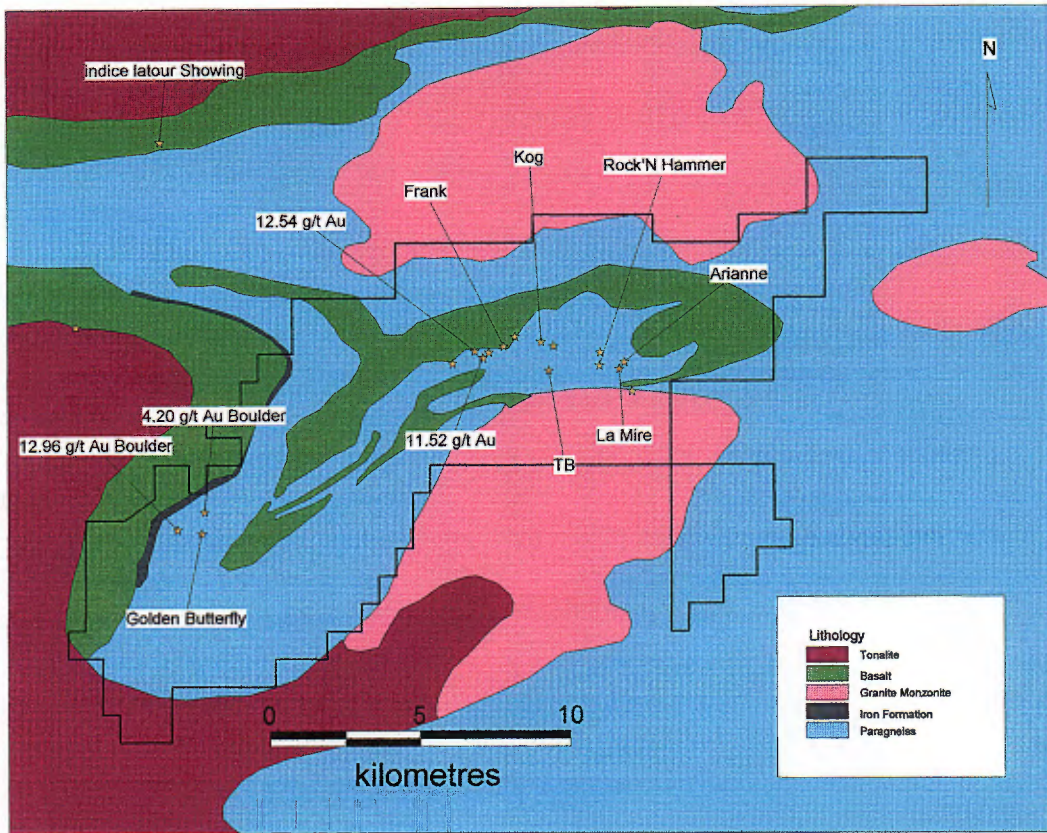 indice latour Showing
N
Kog
Rock'N Hammer
Frank
12.54 g/t Au
Arianne
4.20 g/t Au Boulder
12.96 g/t Au Boulder
11.52 g/t Au
La Mire
TB
Golden Butterfly
Lithology
Tonalite
Basalt
Granite Monzonite
Iron Formation
Paragneiss
0 5 10
kilometres